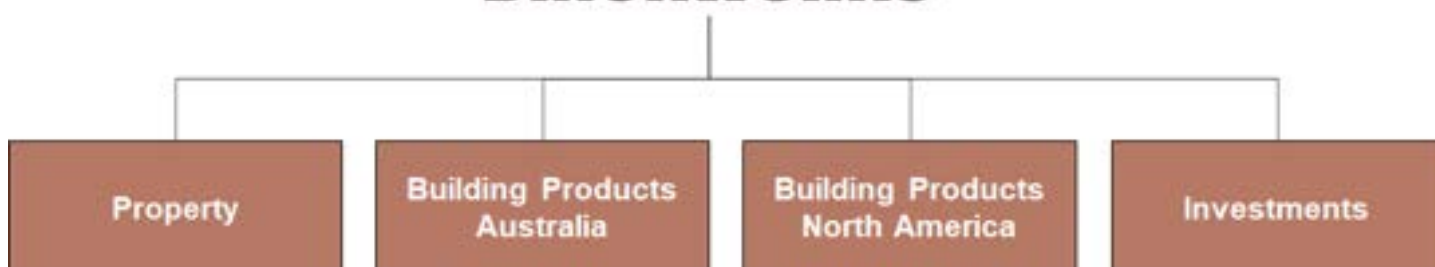 Property
Building Products
Australia
Building Products
North America
Investments